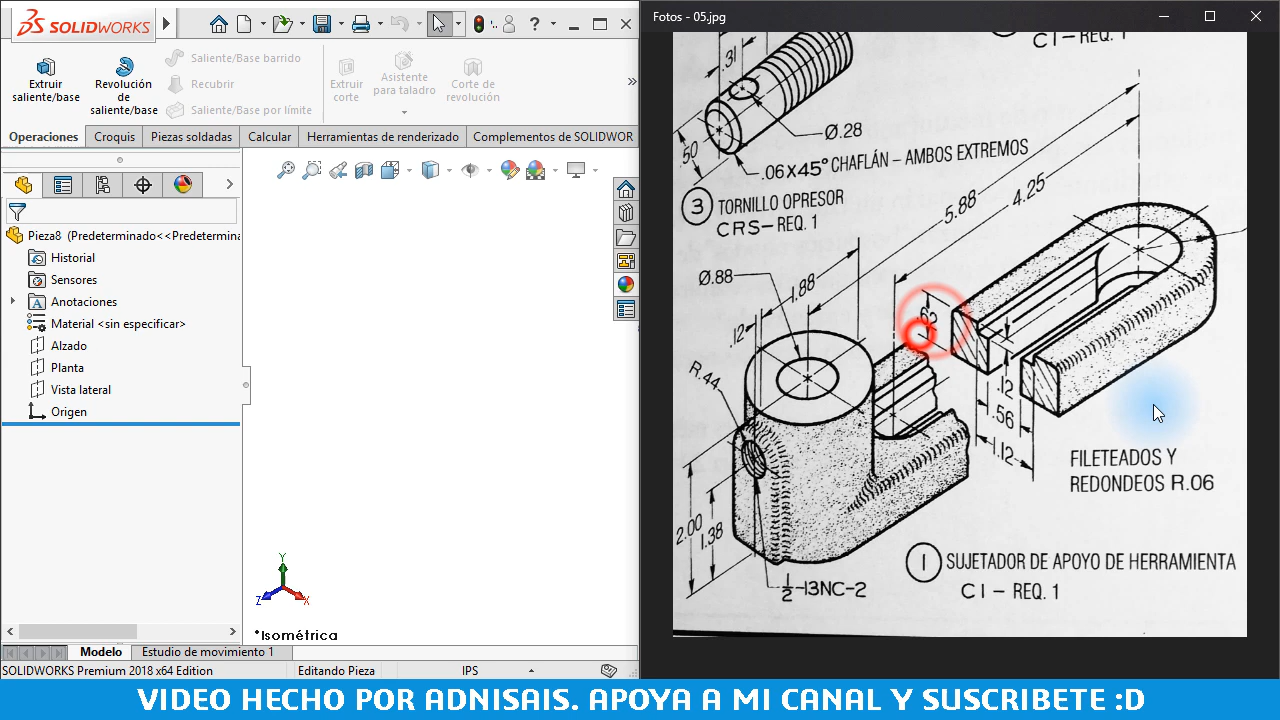 SOLIDWORKS
?
Extruir
saliente/base
Revolución
de
saliente/base
Saliente/Base barrido
Recubrir
Saliente/Base por límite
Extruir
corte
Asistente
para taladro
Corte de
revolución
»
Operaciones
Croquis
Piezas soldadas
Calcular
Herramientas de renderizado
Complementos de SOLIDWOR
Pieza8 (Predeterminado<<Predetermina
Historial
Sensores
A Anotaciones
Material <sin especificar>
Alzado
Planta
Vista lateral
Origen
Y
Z X
*Isométrica
Modelo
Estudio de movimiento 1
SOLIDWORKS Premium 2018 x64 Edition
Editando Pieza
IPS
Fotos - 05.jpg
CI-REQ. 1
.31
Ø.28
.50
.06X45° CHAFLÁN – AMBOS EXTREMOS
3 TORNILLO OPRESOR
CRS-REQ. 1
5.88
4.25
Ø.88
1.88
.62
.12
R.44
.12
.56
1.12
FILETEADOS Y
REDONDEOS R.06
2.00
1.38
1/2-13NC-2
1 SUJETADOR DE APOYO DE HERRAMIENTA
CI – REQ. 1
VIDEO HECHO POR ADNISAIS. APOYA A MI CANAL Y SUSCRIBETE :D